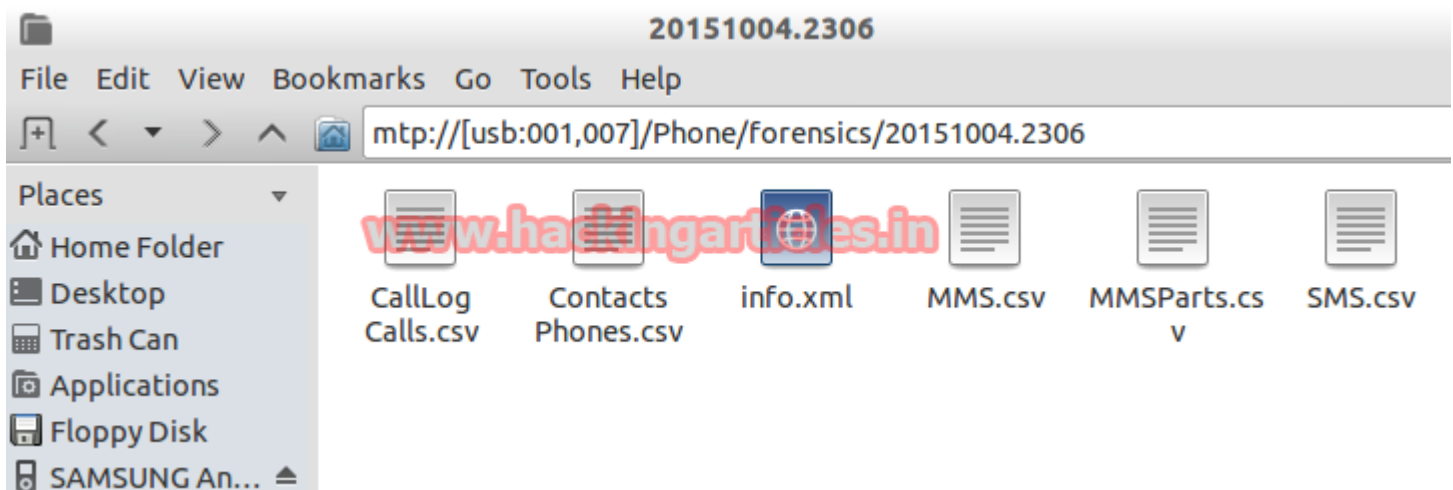 20151004.2306
File Edit View Bookmarks Go Tools Help
mtp://[usb:001,007]/Phone/forensics/20151004.2306
Places
Home Folder
Desktop
Trash Can
Applications
Floppy Disk
SAMSUNG An...
www.hackingarticles.in
CallLog
Calls.csv
Contacts
Phones.csv
info.xml
MMS.csv
MMSParts.cs
v
SMS.csv